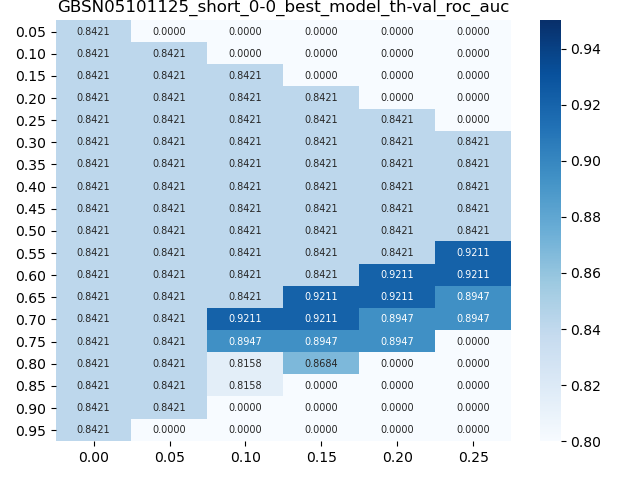 GBSN05101125_short_0-0_best_model_th-val_roc_auc
0.05 0.8421 0.0000 0.0000 0.0000 0.0000 0.0000
0.10 0.8421 0.8421 0.0000 0.0000 0.0000 0.0000
0.15 0.8421 0.8421 0.8421 0.0000 0.0000 0.0000
0.20 0.8421 0.8421 0.8421 0.8421 0.0000 0.0000
0.25 0.8421 0.8421 0.8421 0.8421 0.8421 0.0000
0.30 0.8421 0.8421 0.8421 0.8421 0.8421 0.8421
0.35 0.8421 0.8421 0.8421 0.8421 0.8421 0.8421
0.40 0.8421 0.8421 0.8421 0.8421 0.8421 0.8421
0.45 0.8421 0.8421 0.8421 0.8421 0.8421 0.8421
0.50 0.8421 0.8421 0.8421 0.8421 0.8421 0.8421
0.55 0.8421 0.8421 0.8421 0.8421 0.8421 0.9211
0.60 0.8421 0.8421 0.8421 0.8421 0.9211 0.9211
0.65 0.8421 0.8421 0.8421 0.9211 0.9211 0.8947
0.70 0.8421 0.8421 0.9211 0.9211 0.8947 0.8947
0.75 0.8421 0.8421 0.8947 0.8947 0.8947 0.0000
0.80 0.8421 0.8421 0.8158 0.8684 0.0000 0.0000
0.85 0.8421 0.8421 0.8158 0.0000 0.0000 0.0000
0.90 0.8421 0.8421 0.0000 0.0000 0.0000 0.0000
0.95 0.8421 0.0000 0.0000 0.0000 0.0000 0.0000
0.00 0.05 0.10 0.15 0.20 0.25
0.94
0.92
0.90
0.88
0.86
0.84
0.82
0.80